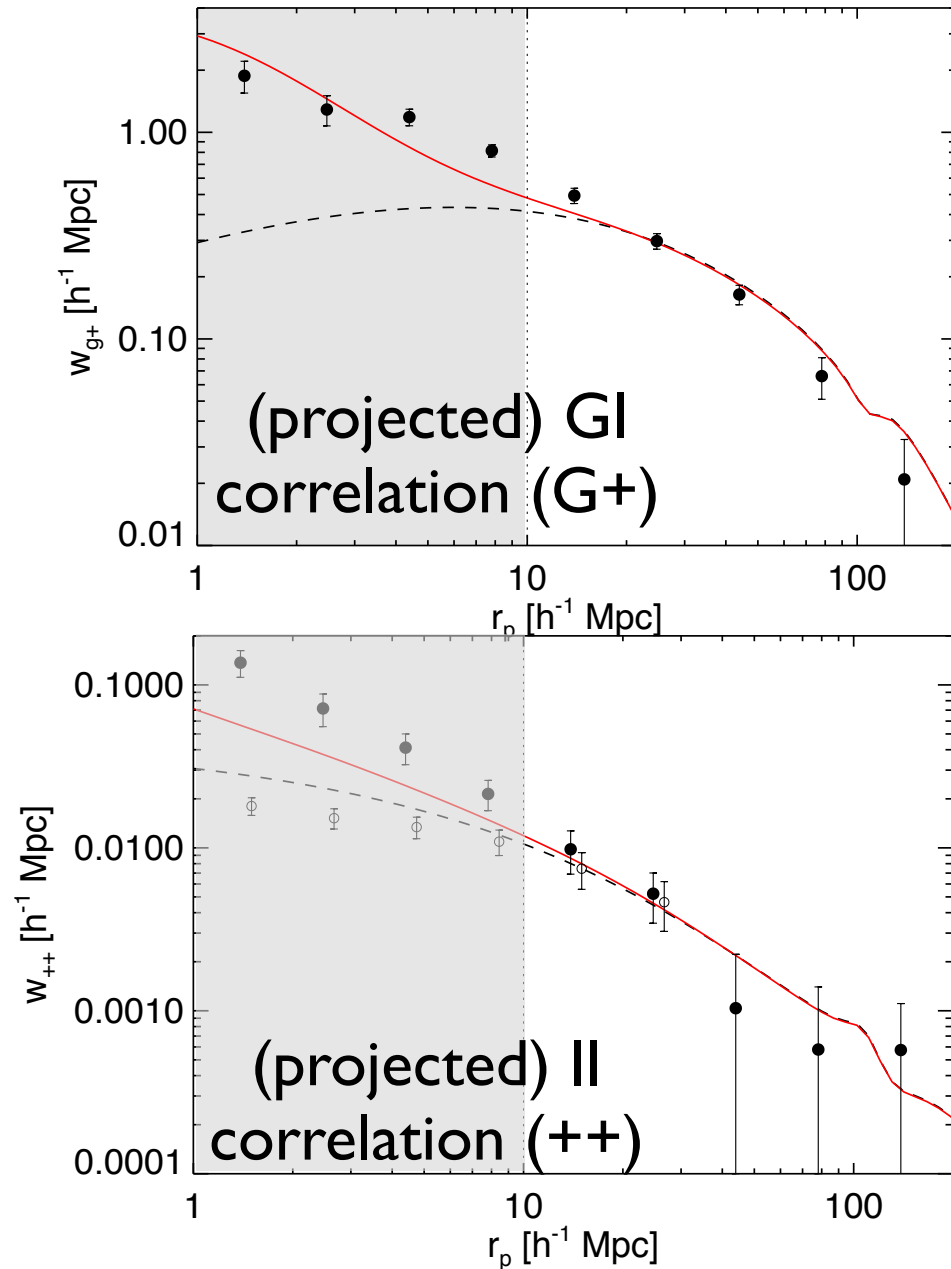 1.00
0.10
0.01
w_{g+} [h^{-1} Mpc]
(projected) GI
correlation (G+)
1 10 100
r_p [h^{-1} Mpc]
0.1000
0.0100
0.0010
0.0001
w_{++} [h^{-1} Mpc]
(projected) II
correlation (++)
1 10 100
r_p [h^{-1} Mpc]